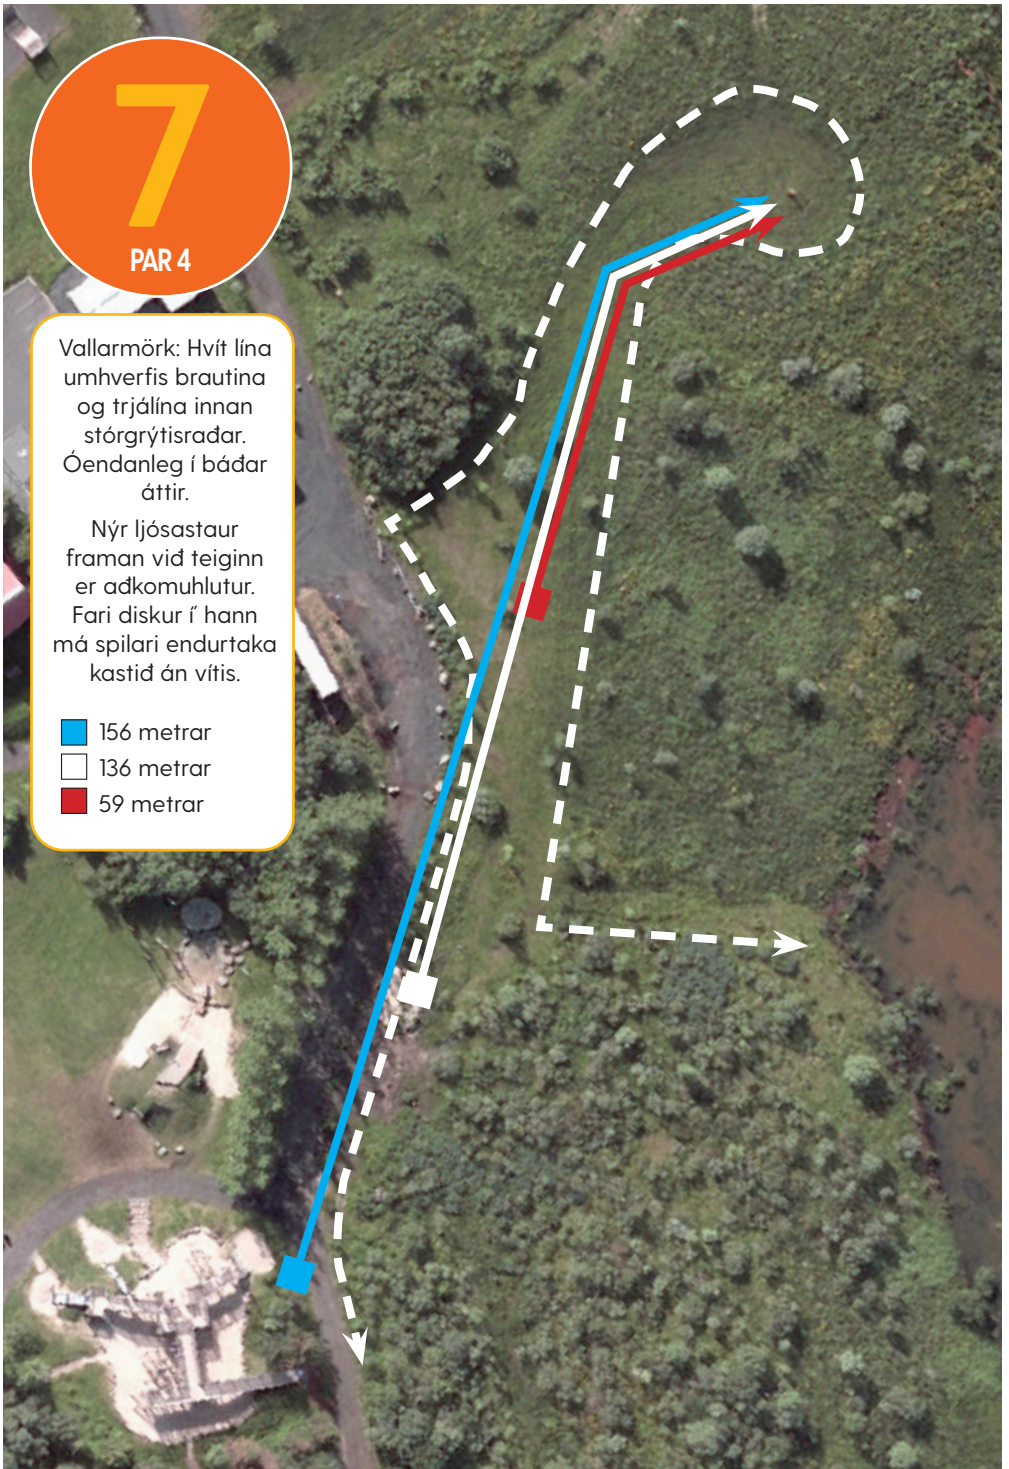 7
PAR 4
Vallarmörk: Hvít lína
umhverfis brautina
og trjálína innan
stórgrýtisraðar.
Óendanleg í báðar
áttir.
Nýr ljósastaur
framan við teiginn
er aðkomuhlutur.
Fari diskur í hann
má spilari endurtaka
kastið án vítis.
156 metrar
136 metrar
59 metrar